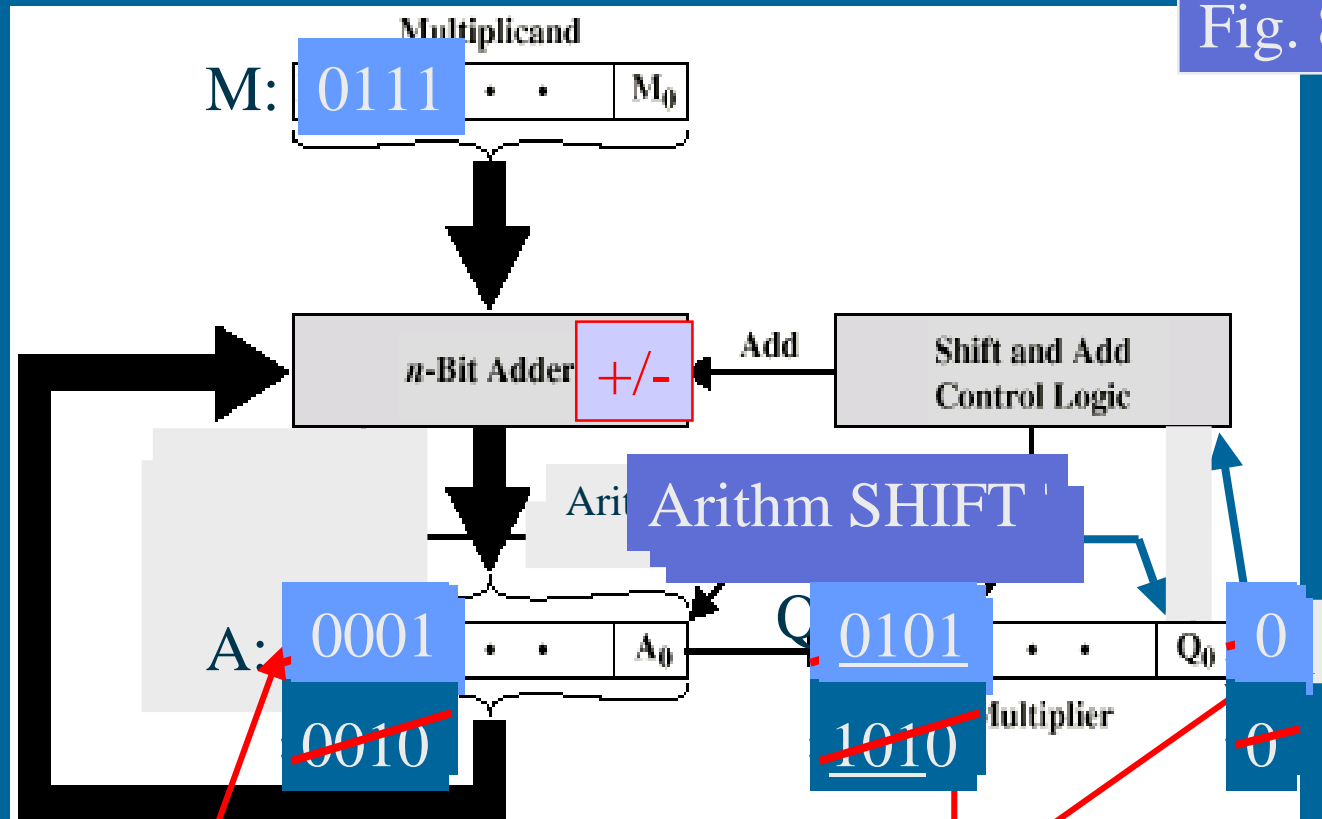 Fig.
Multiplicand
M: 0111 • • M0
n-Bit Adder +/- Add Shift and Add
Control Logic
Arithm SHIFT
A: 0001 • • A0 Q 0101 • • Q0 0
0010 1010 Multiplier 0